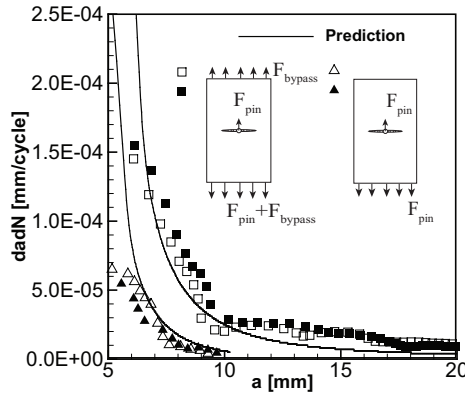 2.5E-04
2.0E-04
1.5E-04
1.0E-04
5.0E-05
0.0E+00
dadN [mm/cycle]
Prediction
F_bypass
F_pin
F_pin+F_bypass
F_pin
F_pin
5
10
15
20
a [mm]